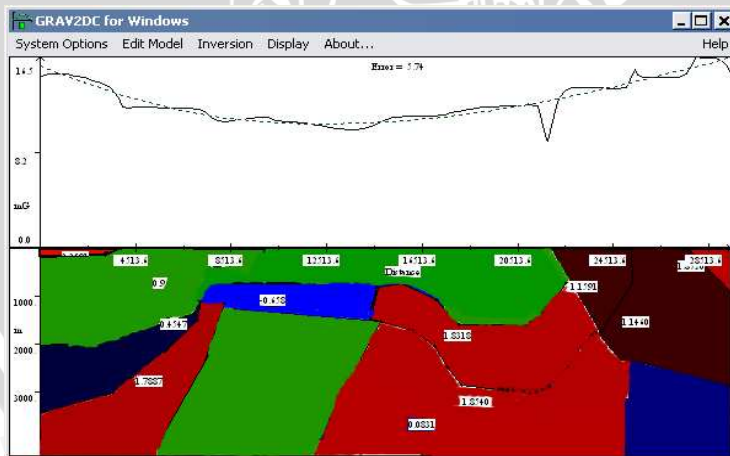 GRAV2DC for Windows
System Options Edit Model Inversion Display About... Help
14.5
Error = 5.74
8.2
mG
0.0
4513.6 8513.6 12513.6 16513.6 20513.6 24513.6 28513.6
Distance
0.9
-0.658
1.1591
1000
0.4547
1.1440
m
1.8318
2000
1.7887
3000
1.8540
0.0831